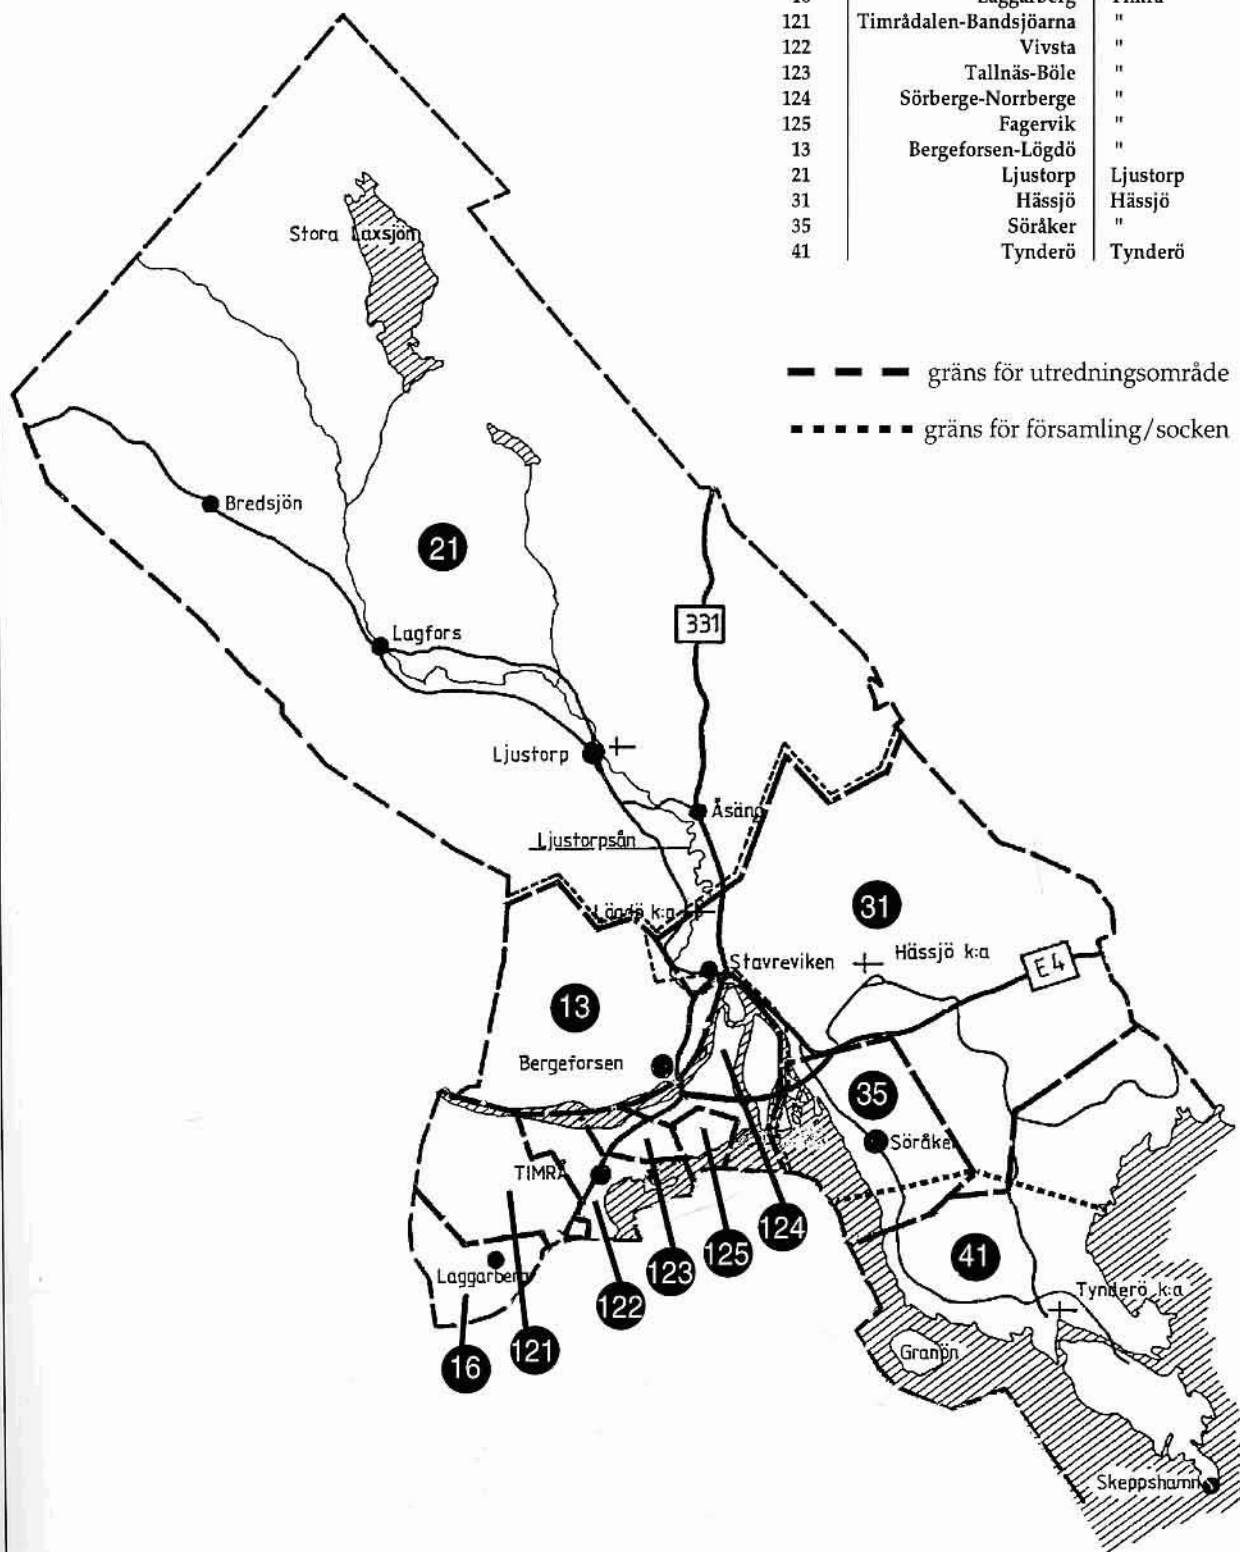 121 Timrådalen-Bandsjöarna "
122 Vivsta "
123 Tallnäs-Böle "
124 Sörberge-Norrberge "
125 Fagervik "
13 Bergeforsen-Lögdö "
21 Ljustorp Ljustorp
31 Hässjö Hässjö
35 Söråker "
41 Tynderö Tynderö
Stora Laxsjön
gräns för utredningsområde
gräns för församling/socken
Bredsjön
21
331
Lagfors
Ljustorp
Åsäng
Ljustorpsån
31
Lögdö k:a
Hässjö k:a
Stavreviken
E4
13
Bergeforsen
35
Söråker
TIMRÅ
124
125
41
123
Laggarberg
122
Tynderö k:a
121
Granön
16
Skeppshamn